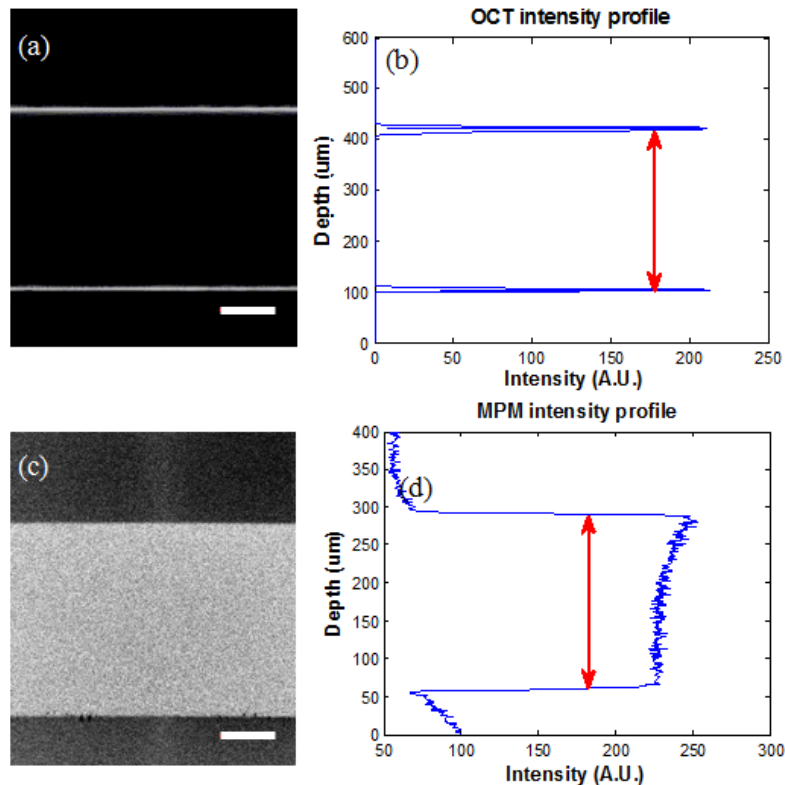 (a)
OCT intensity profile
(b)
600
500
400
300
200
100
0
Depth (um)
0 50 100 150 200 250
Intensity (A.U.)
(c)
MPM intensity profile
(d)
400
350
300
250
200
150
100
50
0
Depth (um)
50 100 150 200 250 300
Intensity (A.U.)